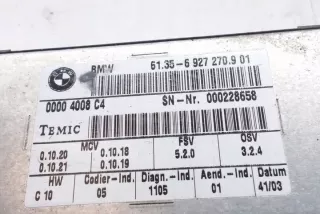 BMW 61.35-6 927 270.9 01
0000 4008 C4 SN-Nr. 000228658
TEMIC
MCV FSV OSV
0.10.20 0.10.18 5.2.0 3.2.4
0.10.21 0.10.19
HW Codier-Ind. Diagn.-Ind. Aend.-Ind. Datum
C 10 05 1105 01 41/03